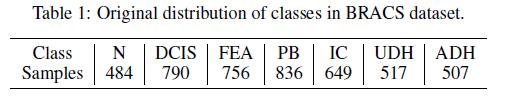 Table 1: Original distribution of classes in BRACS dataset.
Class N DCIS FEA PB IC UDH ADH
Samples 484 790 756 836 649 517 507